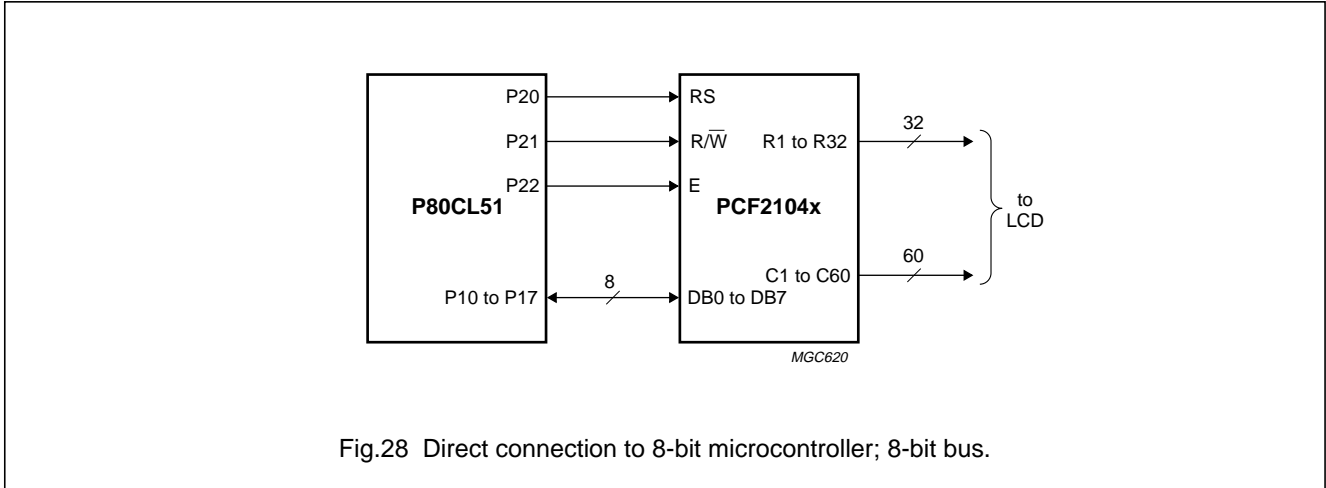 P20
RS
P21
R/W̅
R1 to R32
32
P22
E
P80CL51
PCF2104x
to
LCD
C1 to C60
60
P10 to P17
8
DB0 to DB7
MGC620
Fig.28 Direct connection to 8-bit microcontroller; 8-bit bus.